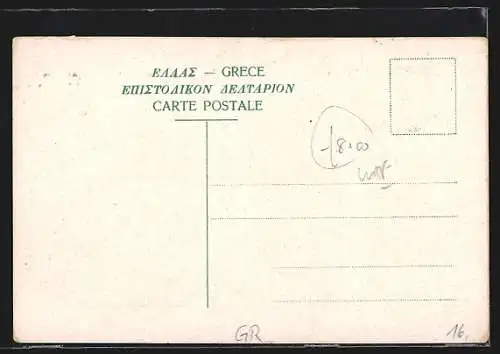 ΕΛΛΑΣ — GRECE
ΕΠΙΣΤΟΛΙΚΟΝ ΔΕΛΤΑΡΙΟΝ
CARTE POSTALE
GR
16.